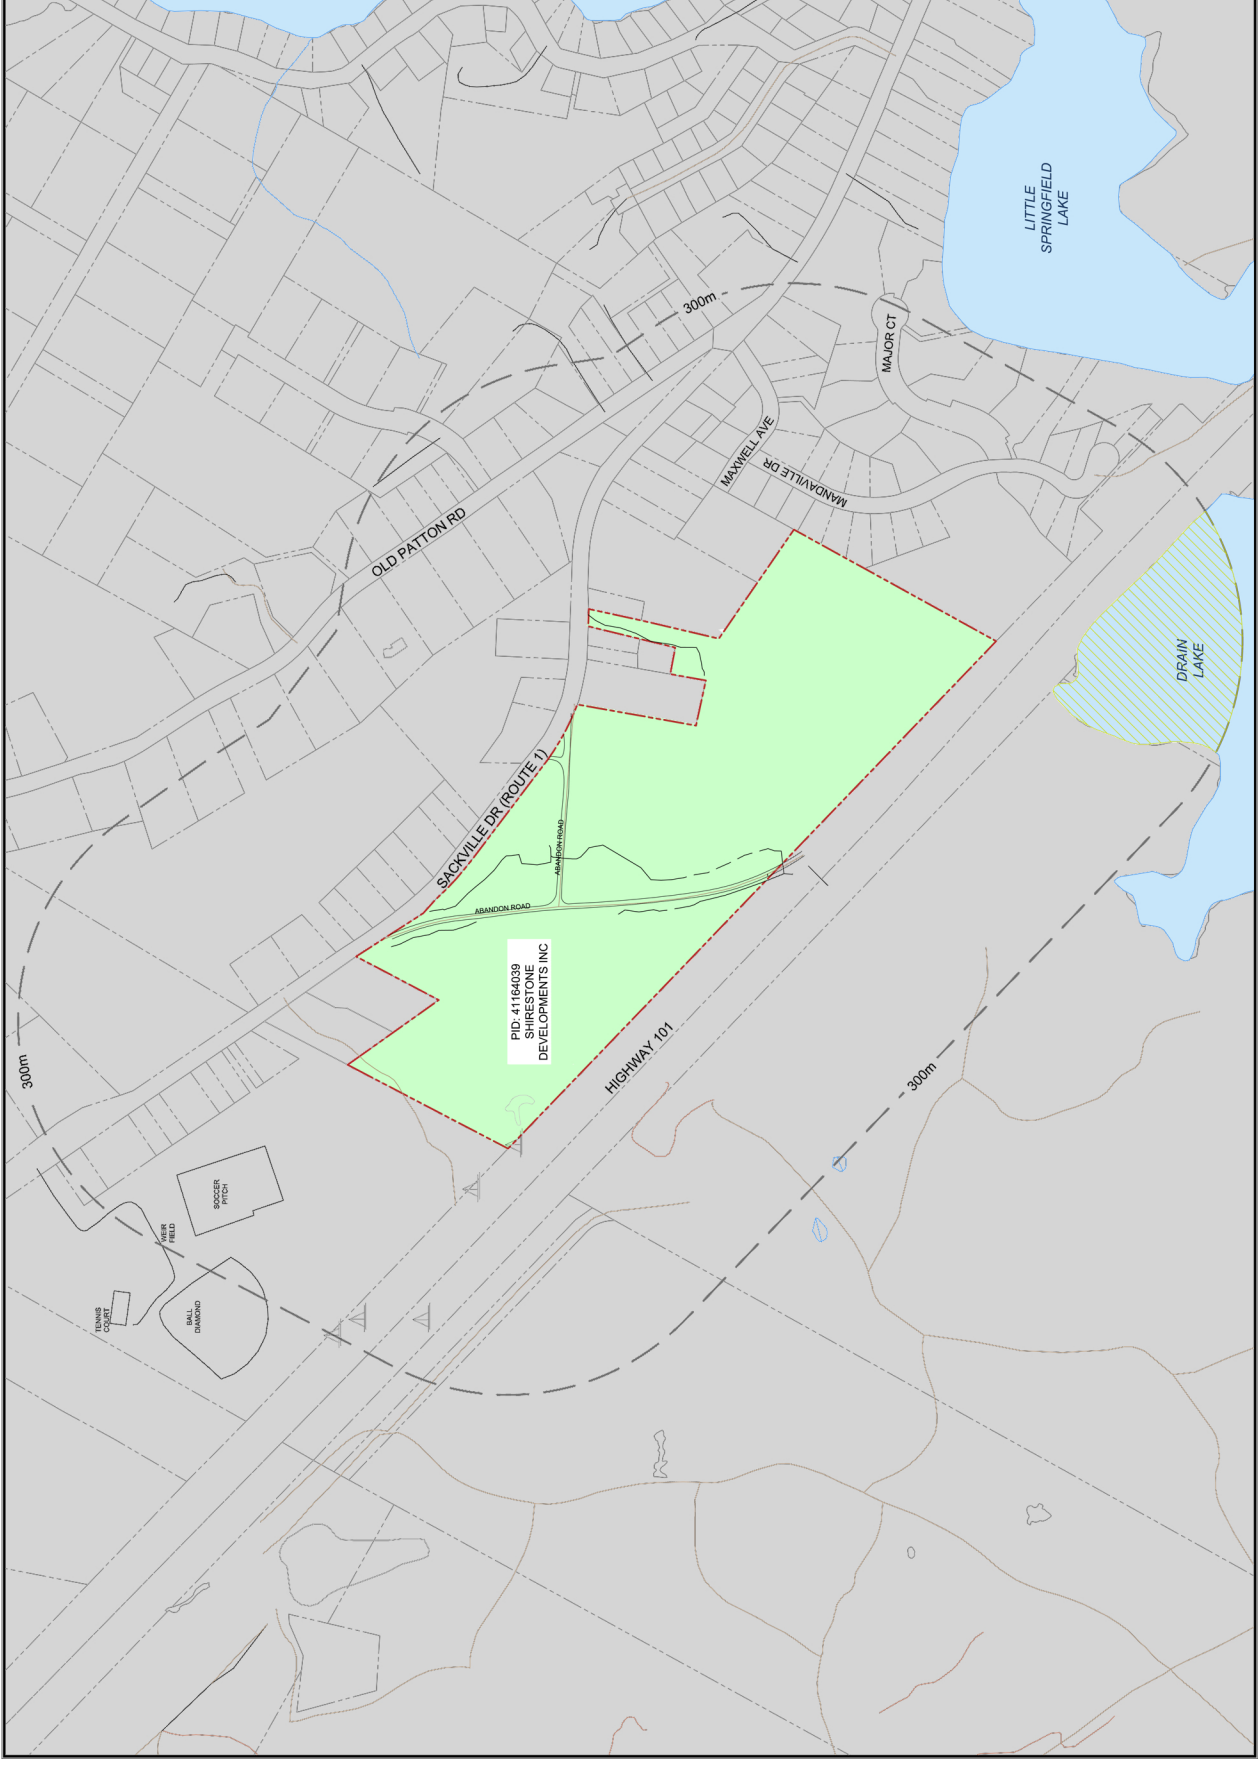 LITTLE
SPRINGFIELD
LAKE
300m
MAJOR CT
MAXWELL AVE
MANDAVILLE DR
OLD PATTON RD
DRAIN
LAKE
SACKVILLE DR (ROUTE 1)
ABANDON ROAD
ABANDON ROAD
PID: 41164039
SHIRESTONE
DEVELOPMENTS INC
HIGHWAY 101
300m
300m
SOCCER
PITCH
WEIR
FIELD
TENNIS
COURT
BALL
DIAMOND